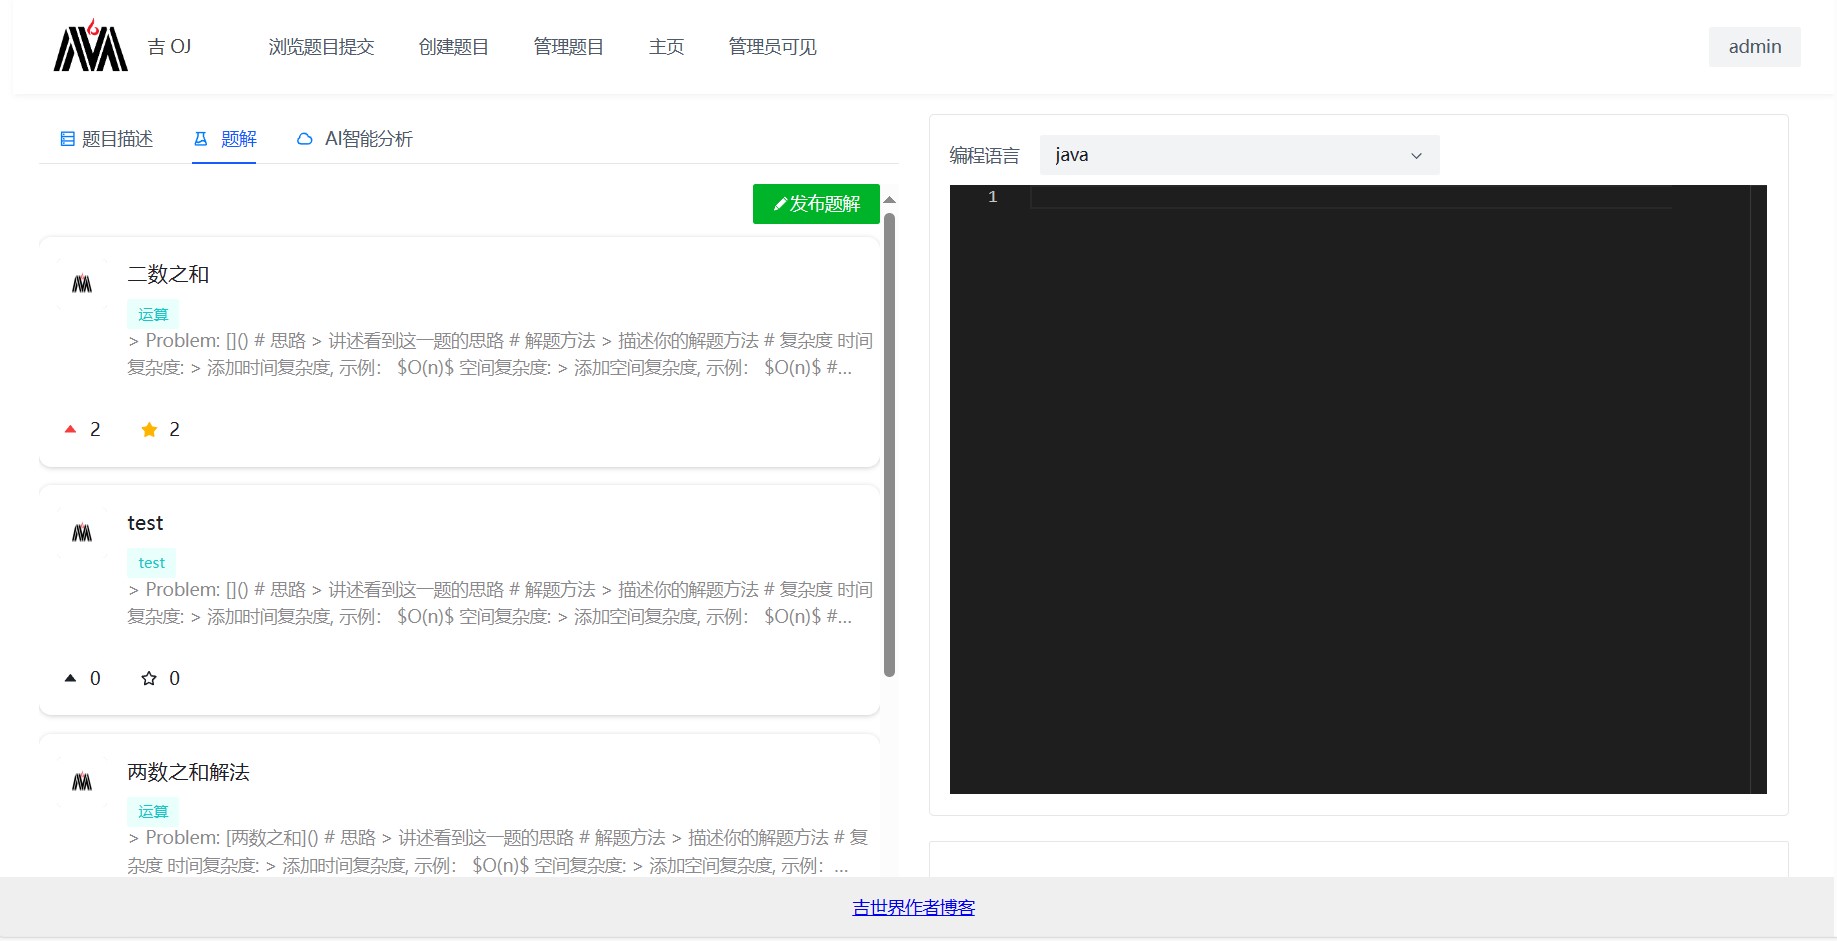 吉 OJ
浏览题目提交
创建题目
管理题目
主页
管理员可见
admin
题目描述
题解
AI智能分析
发布题解
二数之和
运算
> Problem: []() # 思路 > 讲述看到这一题的思路 # 解题方法 > 描述你的解题方法 # 复杂度 时间
复杂度: > 添加时间复杂度, 示例： $O(n)$ 空间复杂度: > 添加空间复杂度, 示例： $O(n)$ #...
2
2
test
test
> Problem: []() # 思路 > 讲述看到这一题的思路 # 解题方法 > 描述你的解题方法 # 复杂度 时间
复杂度: > 添加时间复杂度, 示例： $O(n)$ 空间复杂度: > 添加空间复杂度, 示例： $O(n)$ #...
0
0
两数之和解法
运算
> Problem: [两数之和]() # 思路 > 讲述看到这一题的思路 # 解题方法 > 描述你的解题方法 # 复
杂度 时间复杂度: > 添加时间复杂度, 示例： $O(n)$ 空间复杂度: > 添加空间复杂度, 示例：...
编程语言
java
1
吉世界作者博客